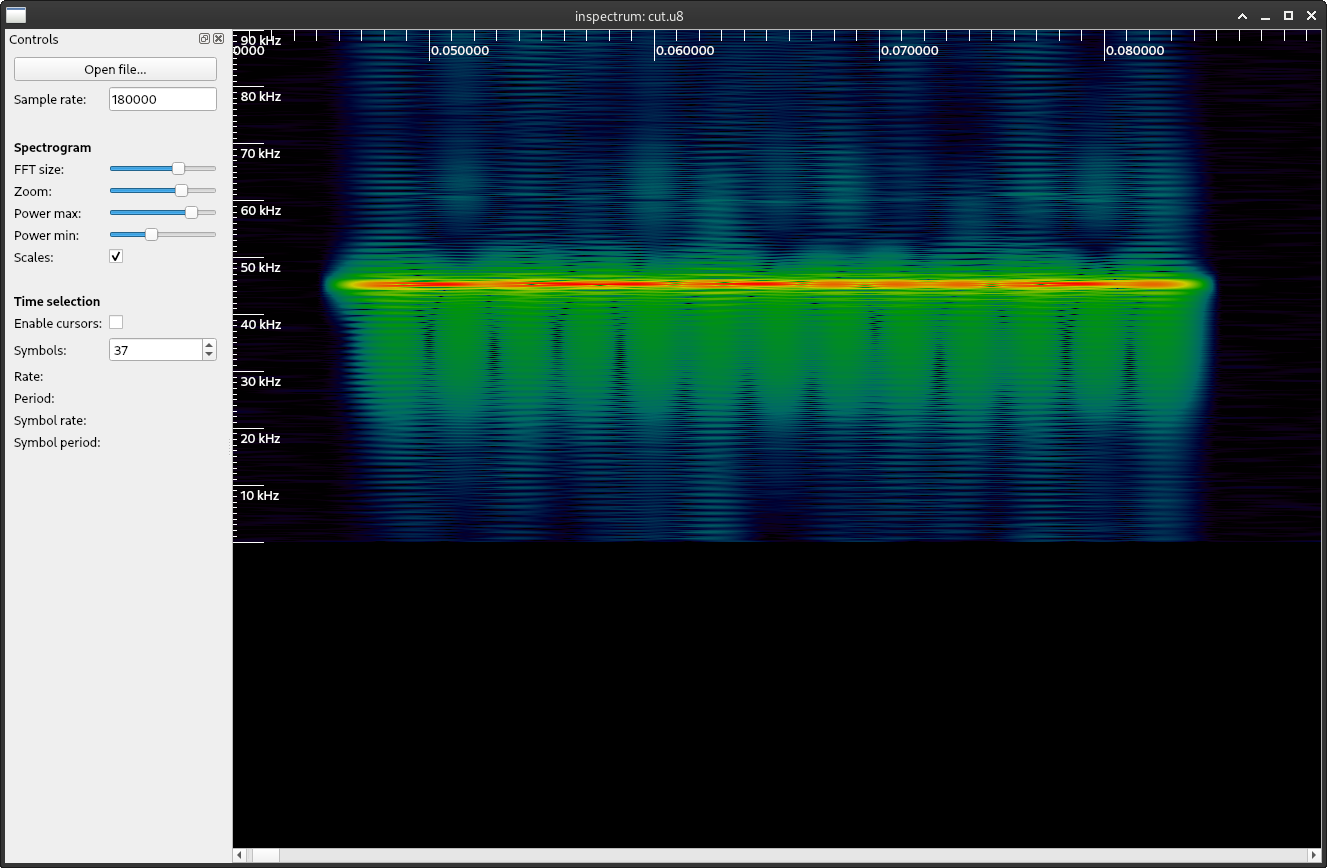 inspectrum: cut.u8
Controls
Open file...
Sample rate: 180000
Spectrogram
FFT size:
Zoom:
Power max:
Power min:
Scales:
Time selection
Enable cursors:
Symbols: 37
Rate:
Period:
Symbol rate:
Symbol period:
90 kHz
0000 0.050000 0.060000 0.070000 0.080000
80 kHz
70 kHz
60 kHz
50 kHz
40 kHz
30 kHz
20 kHz
10 kHz